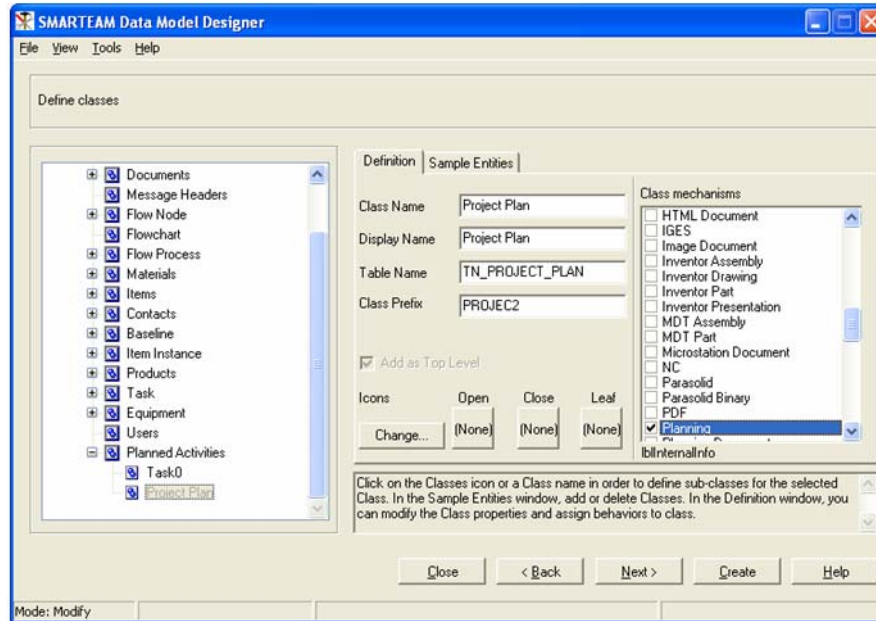 SMARTEAM Data Model Designer
File View Tools Help
Define classes
Documents
Message Headers
Flow Node
Flowchart
Flow Process
Materials
Items
Contacts
Baseline
Item Instance
Products
Task
Equipment
Users
Planned Activities
Task0
Project Plan
Definition Sample Entities
Class Name Project Plan
Display Name Project Plan
Table Name TN_PROJECT_PLAN
Class Prefix PROJEC2
Add as Top Level
Icons Open Close Leaf
Change... (None) (None) (None)
Class mechanisms
HTML Document
IGES
Image Document
Inventor Assembly
Inventor Drawing
Inventor Part
Inventor Presentation
MDT Assembly
MDT Part
Microstation Document
NC
Parasolid
Parasolid Binary
PDF
Planning
lblInternalInfo
Click on the Classes icon or a Class name in order to define sub-classes for the selected
Class. In the Sample Entities window, add or delete Classes. In the Definition window, you
can modify the Class properties and assign behaviors to class.
Close < Back Next > Create Help
Mode: Modify